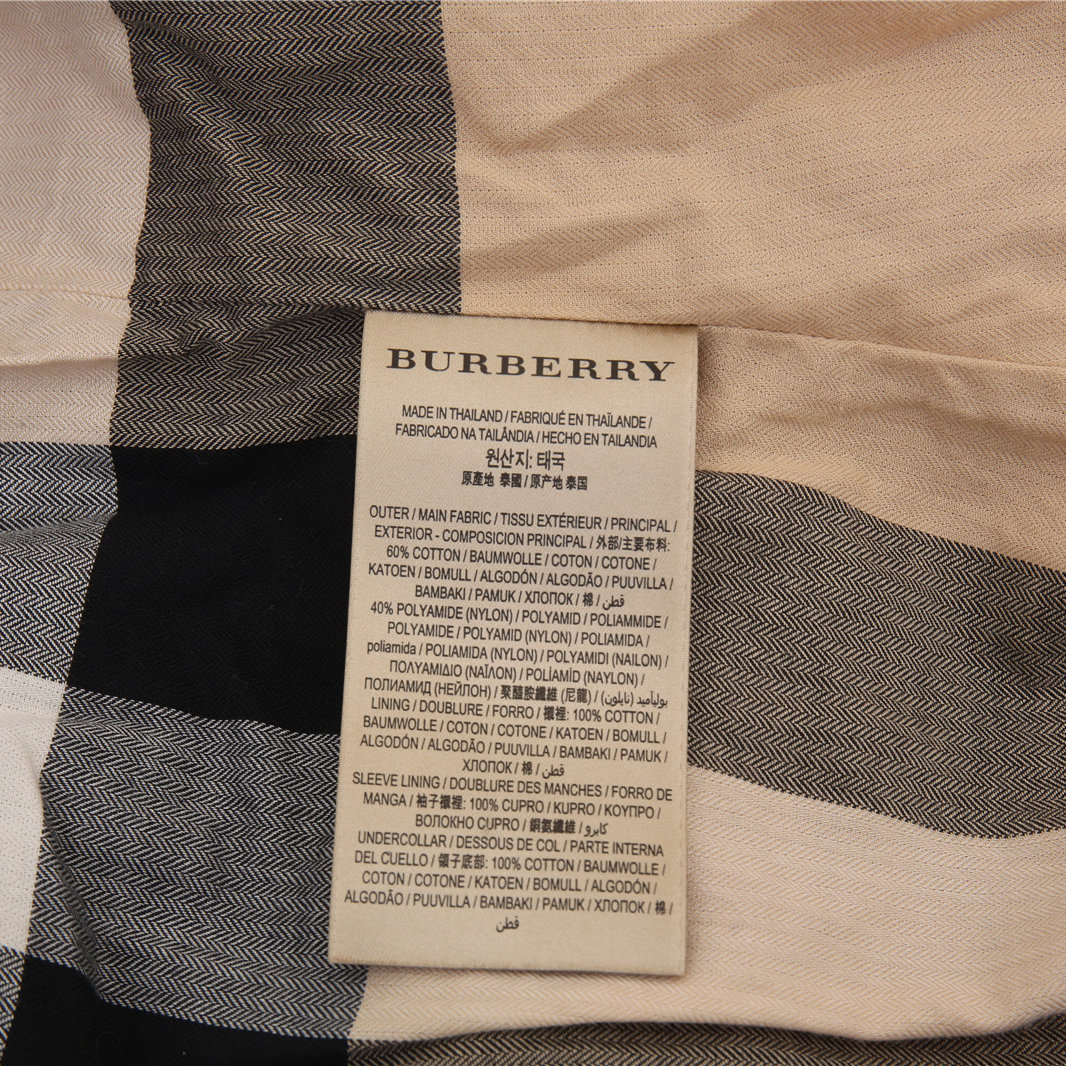 BURBERRY
MADE IN THAILAND / FABRIQUÉ EN THAÏLANDE /
FABRICADO NA TAILÂNDIA / HECHO EN TAILANDIA
원산지: 태국
原產地 泰國 / 原产地 泰国
OUTER / MAIN FABRIC / TISSU EXTÉRIEUR / PRINCIPAL /
EXTERIOR - COMPOSICION PRINCIPAL / 外部/主要布料:
60% COTTON / BAUMWOLLE / COTON / COTONE /
KATOEN / BOMULL / ALGODÓN / ALGODÃO / PUUVILLA /
BAMBAKI / PAMUK / ХЛОПОК / 棉 / قطن
40% POLYAMIDE (NYLON) / POLYAMID / POLIAMMIDE /
POLYAMIDE / POLYAMID (NYLON) / POLIAMIDA /
poliamida / POLIAMIDA (NYLON) / POLYAMIDI (NAILON) /
ΠΟΛΥΑΜΙΔΙΟ (ΝΑΪΛΟΝ) / POLİAMİD (NAYLON) /
ПОЛИАМИД (НЕЙЛОН) / 聚醯胺纖維 (尼龍) / بولياميد (نايلون)
LINING / DOUBLURE / FORRO / 襯裡: 100% COTTON /
BAUMWOLLE / COTON / COTONE / KATOEN / BOMULL /
ALGODÓN / ALGODÃO / PUUVILLA / BAMBAKI / PAMUK /
ХЛОПОК / 棉 / قطن
SLEEVE LINING / DOUBLURE DES MANCHES / FORRO DE
MANGA / 袖子襯裡: 100% CUPRO / KUPRO / ΚΟΥΠΡΟ /
ВОЛОКНО CUPRO / 銅氨纖維 / كابرو
UNDERCOLLAR / DESSOUS DE COL / PARTE INTERNA
DEL CUELLO / 領子底部: 100% COTTON / BAUMWOLLE /
COTON / COTONE / KATOEN / BOMULL / ALGODÓN /
ALGODÃO / PUUVILLA / BAMBAKI / PAMUK / ХЛОПОК / 棉 /
قطن